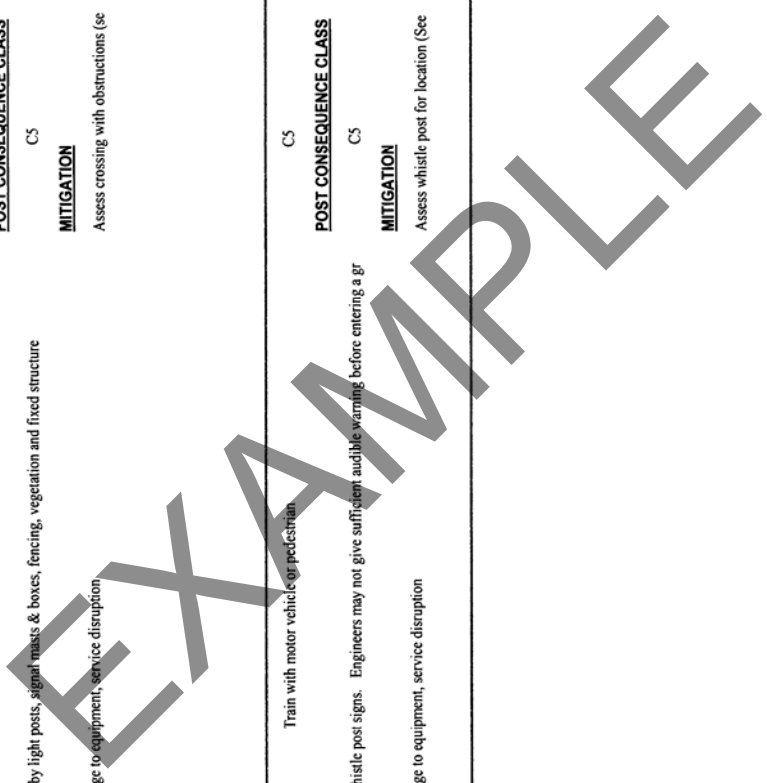 POST CONSEQUENCE CLASS
by light posts, signal masts & boxes, fencing, vegetation and fixed structure C5
MITIGATION
ge to equipment, service disruption Assess crossing with obstructions (se
Train with motor vehicle or pedestrian C5
POST CONSEQUENCE CLASS
histle post signs. Engineers may not give sufficient audible warning before entering a gr C5
MITIGATION
ge to equipment, service disruption Assess whistle post for location (See
EXAMPLE